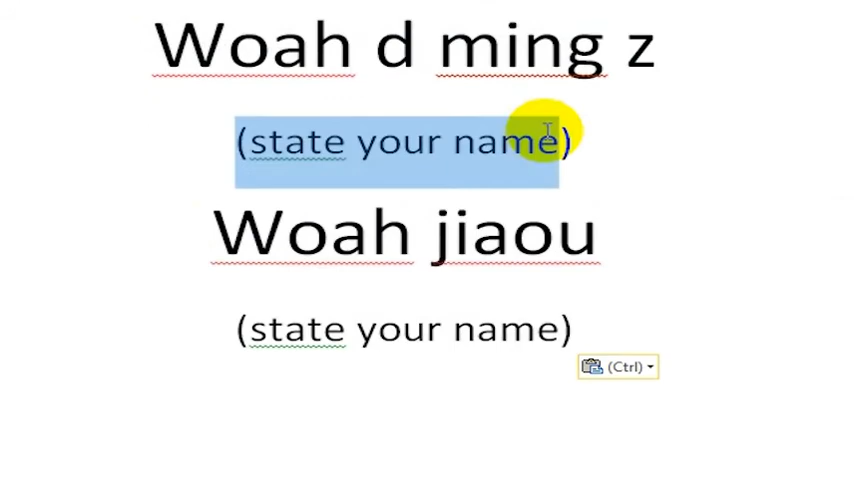 Woah d ming z
(state your name)
Woah jiaou
(state your name)
(Ctrl)